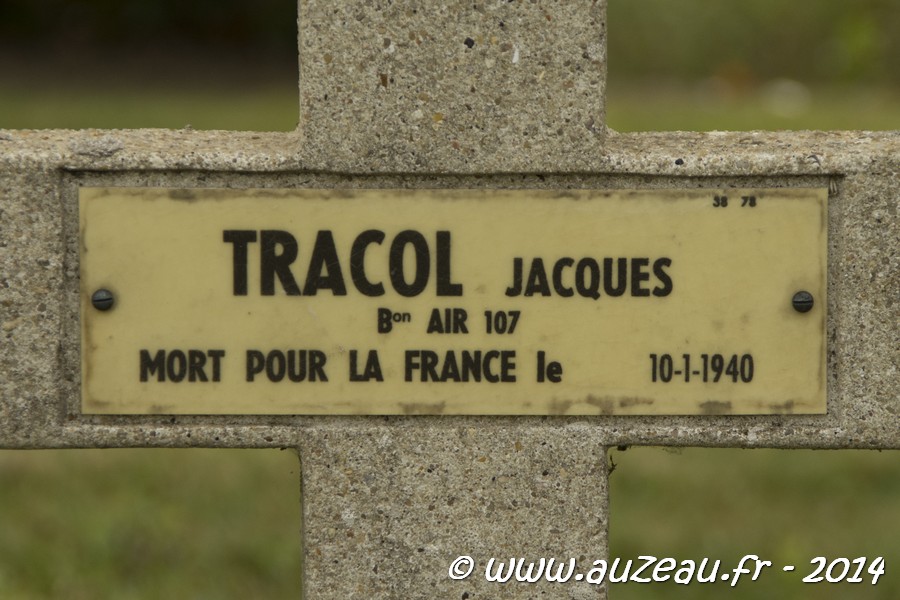 38 78
TRACOL JACQUES
Bon AIR 107
MORT POUR LA FRANCE le 10-1-1940
© www.auzeau.fr - 2014